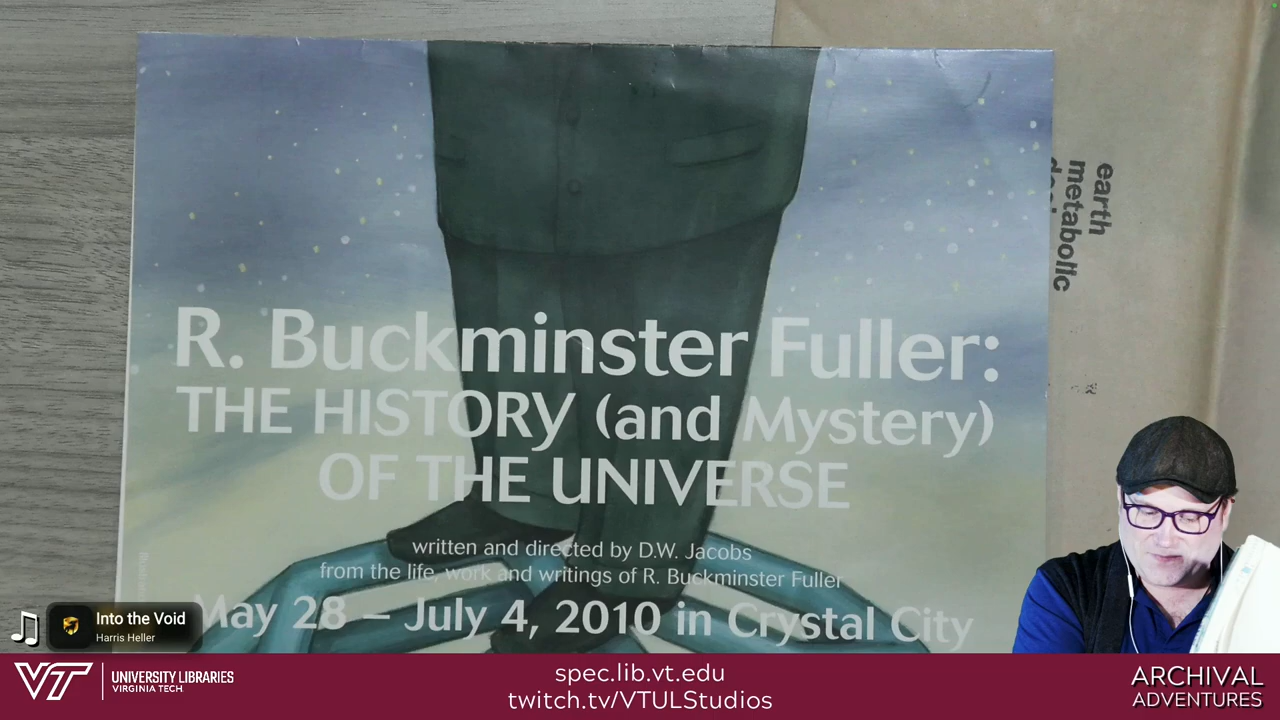 R. Buckminster Fuller:
THE HISTORY (and Mystery)
OF THE UNIVERSE
written and directed by D.W. Jacobs
from the life, work and writings of R. Buckminster Fuller
May 28 – July 4, 2010 in Crystal City
earth
metabolic
Into the Void
Harris Heller
VT
UNIVERSITY LIBRARIES
VIRGINIA TECH.
spec.lib.vt.edu
twitch.tv/VTULStudios
ARCHIVAL
ADVENTURES